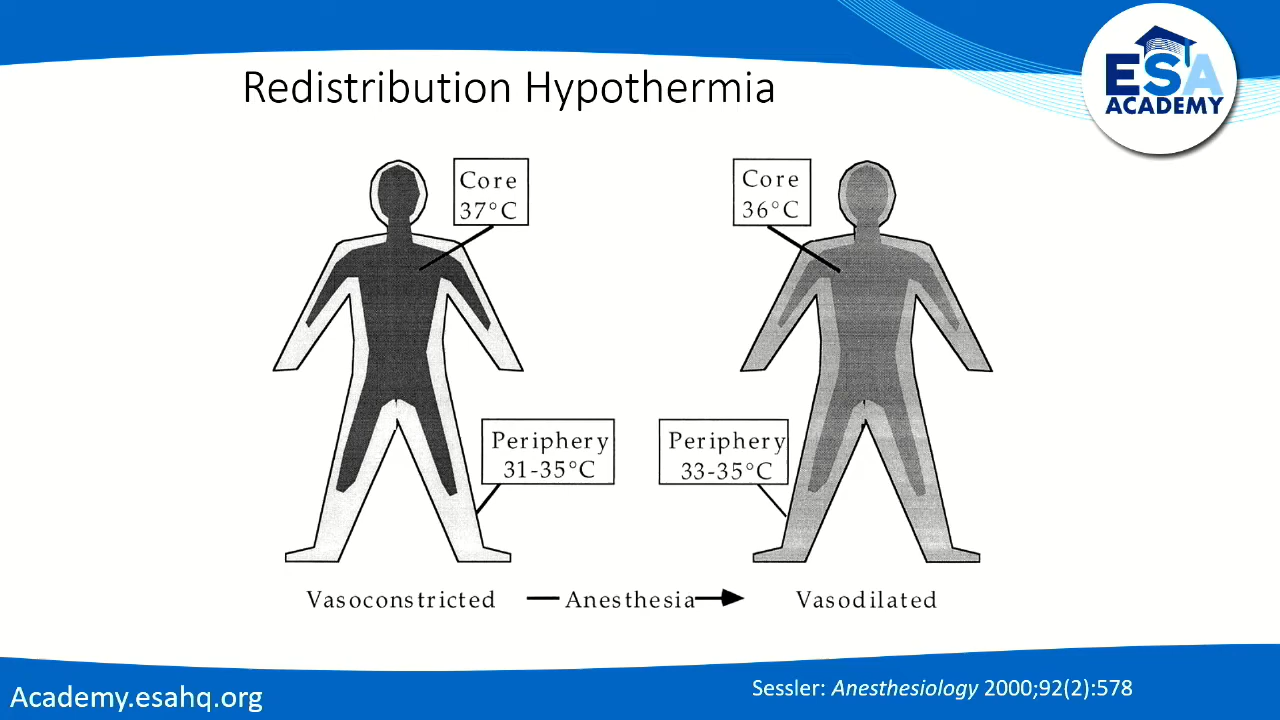 ESA
ACADEMY
Redistribution Hypothermia
Core
37°C
Core
36°C
Periphery
31-35°C
Periphery
33-35°C
Vasoconstricted
Anesthesia
Vasodilated
Academy.esahq.org
Sessler: Anesthesiology 2000;92(2):578